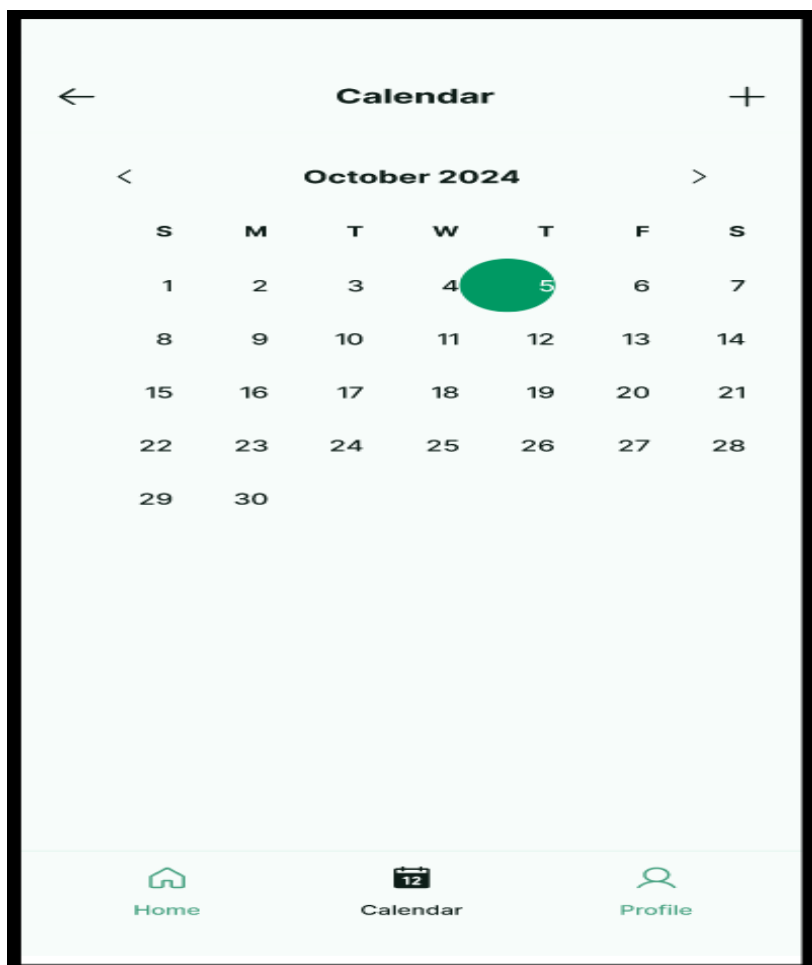 ← Calendar +
< October 2024 >
S M T W T F S
1 2 3 4 5 6 7
8 9 10 11 12 13 14
15 16 17 18 19 20 21
22 23 24 25 26 27 28
29 30
12
Home Calendar Profile